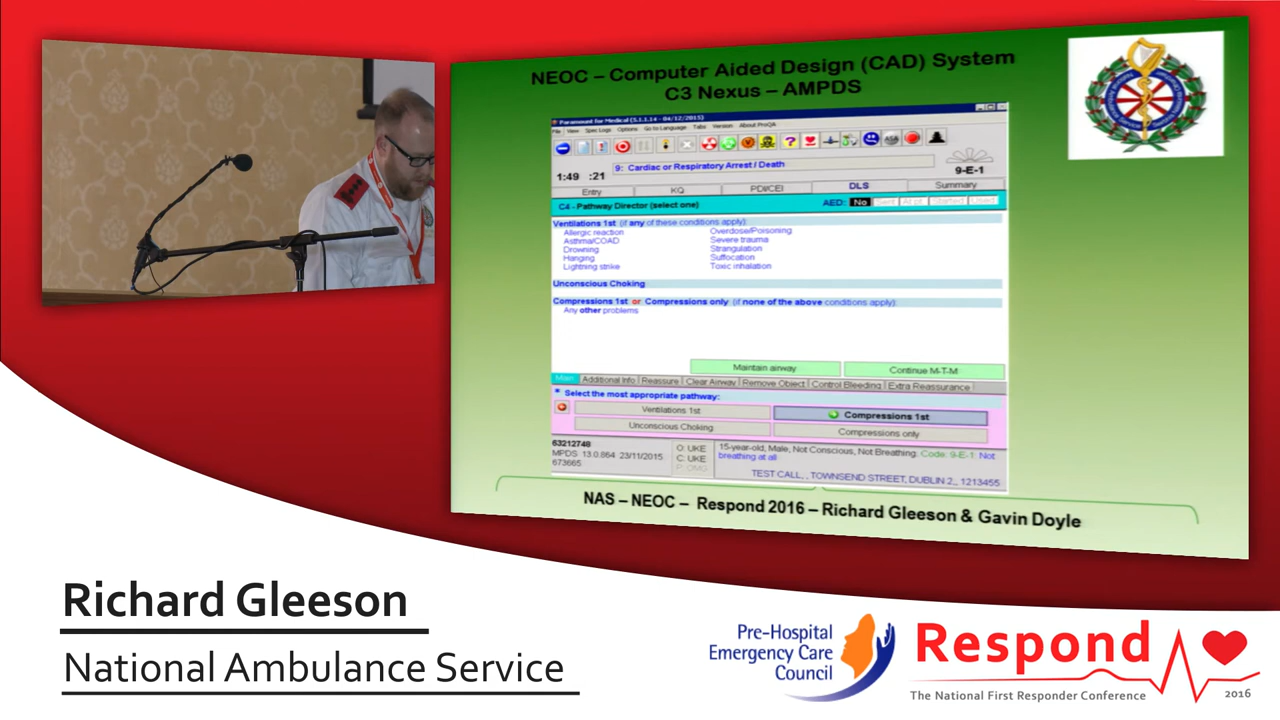 NEOC – Computer Aided Design (CAD) System
C3 Nexus – AMPDS
Paramount for Medical (5.1.1.14 - 04/12/2015)
File View Spec Logs Options Go to Language Tabs Version About ProQA
9: Cardiac or Respiratory Arrest / Death
1:49 :21
9-E-1
Entry KQ PDI/CEI DLS Summary
C4 - Pathway Director (select one) AED: No Sent At pt. Started Used
Ventilations 1st (if any of these conditions apply):
Allergic reaction Overdose/Poisoning
Asthma/COAD Severe trauma
Drowning Strangulation
Hanging Suffocation
Lightning strike Toxic inhalation
Unconscious Choking
Compressions 1st or Compressions only (if none of the above conditions apply):
Any other problems
Maintain airway Continue M-T-M
Main Additional Info Reassure Clear Airway Remove Object Control Bleeding Extra Reassurance
* Select the most appropriate pathway:
Ventilations 1st Compressions 1st
Unconscious Choking Compressions only
63212748
MPDS 13.0.864 23/11/2015
673665
O: UKE
C: UKE
P: OMG
15-year-old, Male, Not Conscious, Not Breathing. Code: 9-E-1 Not
breathing at all
TEST CALL, , TOWNSEND STREET, DUBLIN 2,, 1213455
NAS – NEOC – Respond 2016 – Richard Gleeson & Gavin Doyle
Richard Gleeson
National Ambulance Service
Pre-Hospital
Emergency Care
Council
Respond
The National First Responder Conference 2016